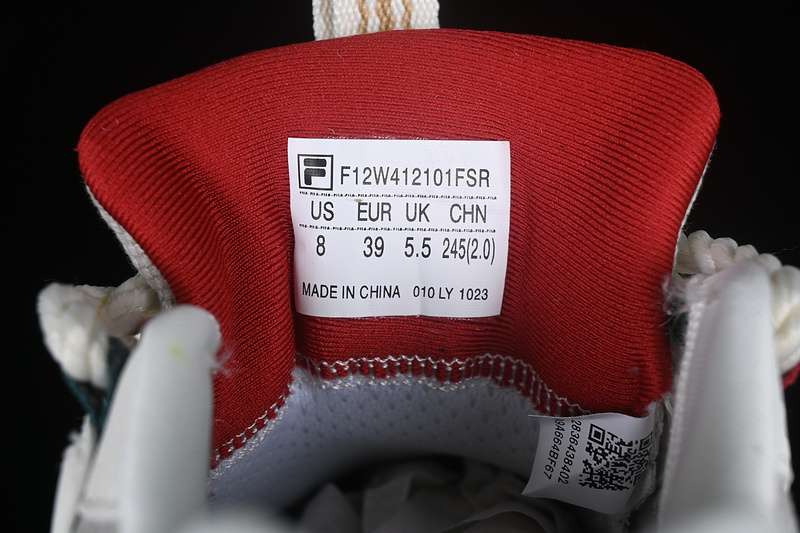 F12W412101FSR
US EUR UK CHN
8 39 5.5 245(2.0)
MADE IN CHINA 010 LY 1023